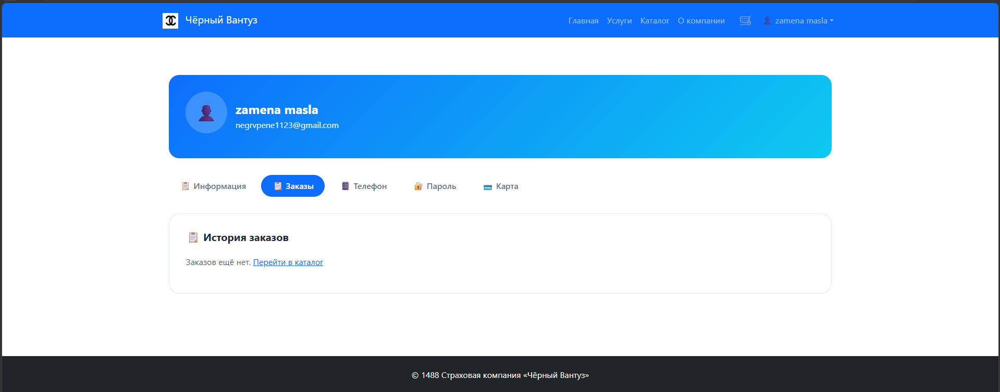 Чёрный Вантуз
Главная Услуги Каталог О компании zamena masla
zamena masla
negrvpene1123@gmail.com
Информация Заказы Телефон Пароль Карта
История заказов
Заказов ещё нет. Перейти в каталог
© 1488 Страховая компания «Чёрный Вантуз»